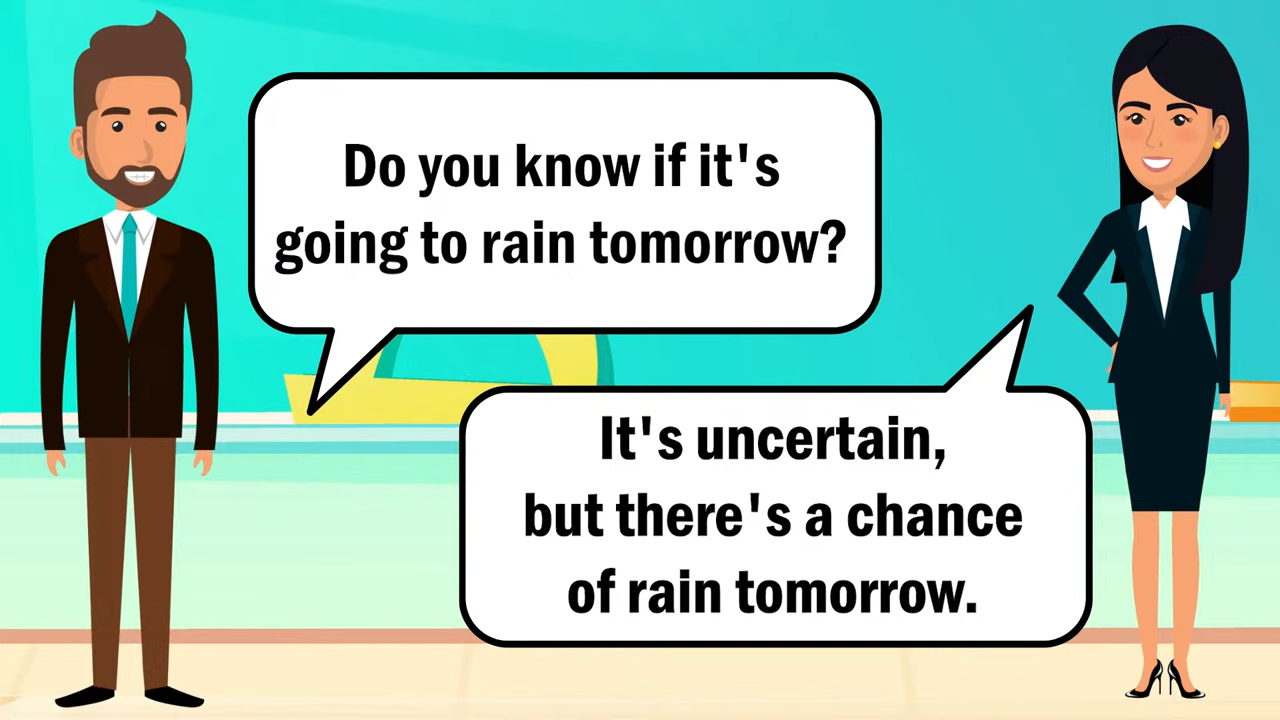 Do you know if it's
going to rain tomorrow?
It's uncertain,
but there's a chance
of rain tomorrow.